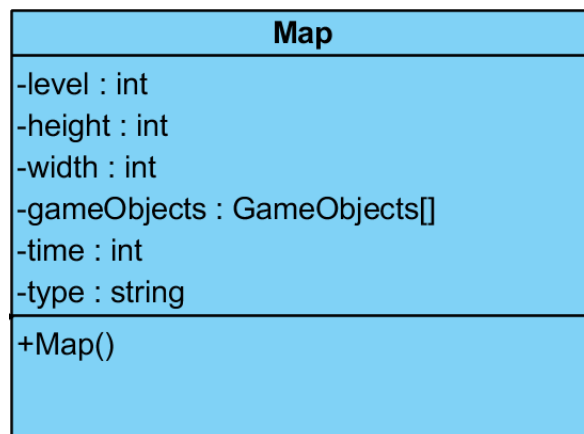 Map
-level : int
-height : int
-width : int
-gameObjects : GameObjects[]
-time : int
-type : string
+Map()